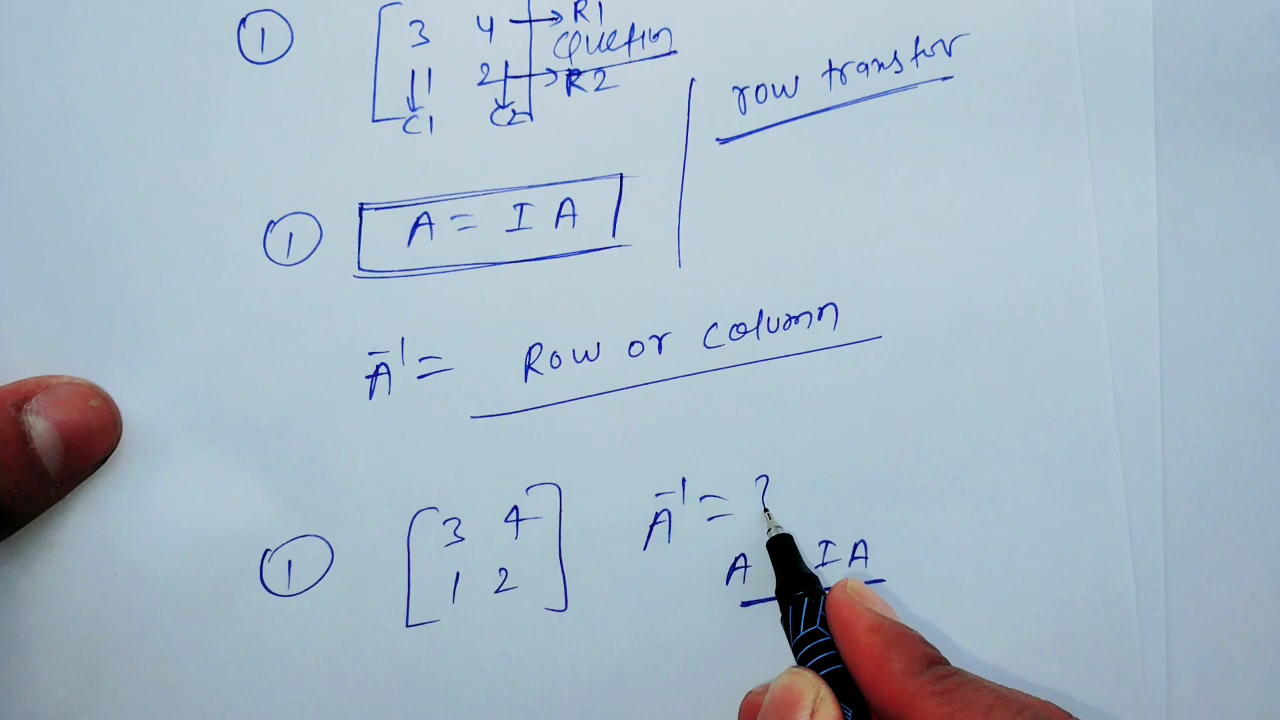 ① 3 4 → R1
Question
1 2 → R2
C1 C2
row transfor
① A = I A
A⁻¹ = Row or column
① 3 4 A⁻¹ = ?
1 2 A I A